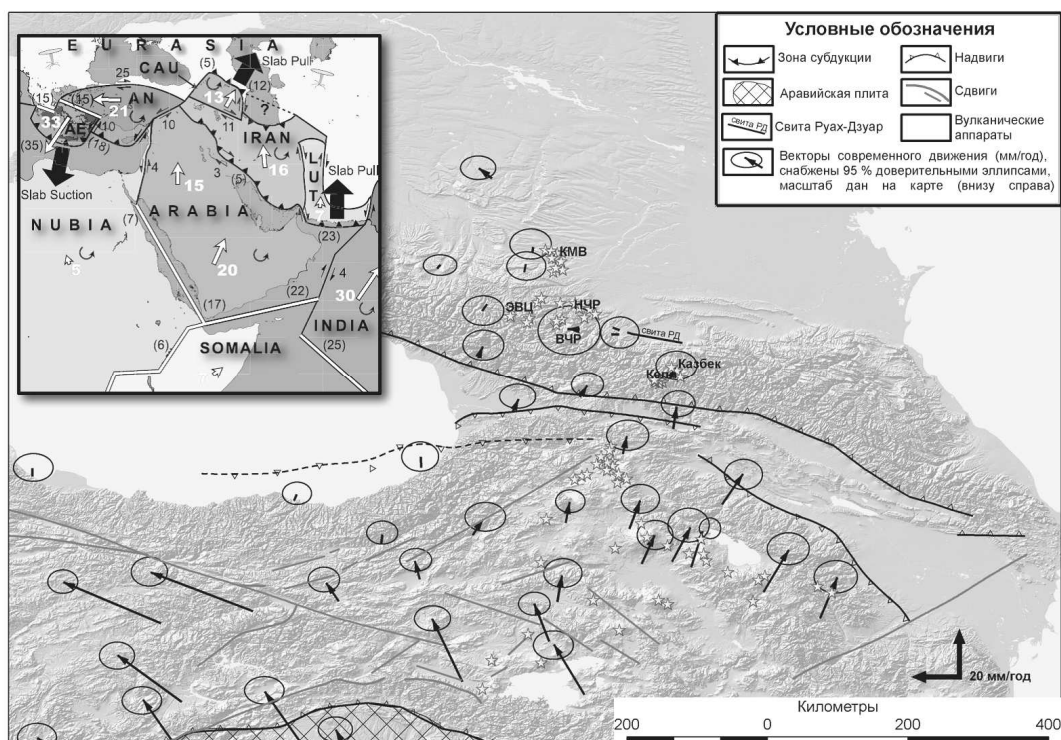 Условные обозначения
Зона субдукции
Надвиги
Аравийская плита
Сдвиги
свита РД
Свита Руах-Дзуар
Вулканические
аппараты
Векторы современного движения (мм/год),
снабжены 95 % доверительными эллипсами,
масштаб дан на карте (внизу справа)
EURASIA
(5)
Slab Pull
25
CAU
(12)
(15)
(15)
13
?
21
AN
33
AE
10
10
11
IRAN
(35)
(18)
4
3
(5)
16
LUT
Slab Pull
Slab Suction
15
7
ARABIA
NUBIA
(7)
(23)
5
20
4
(22)
30
(17)
INDIA
(6)
SOMALIA
(25)
7
КМВ
ЭВЦ
НЧР
ВЧР
свита РД
Казбек
20 мм/год
Километры
200
0
200
400